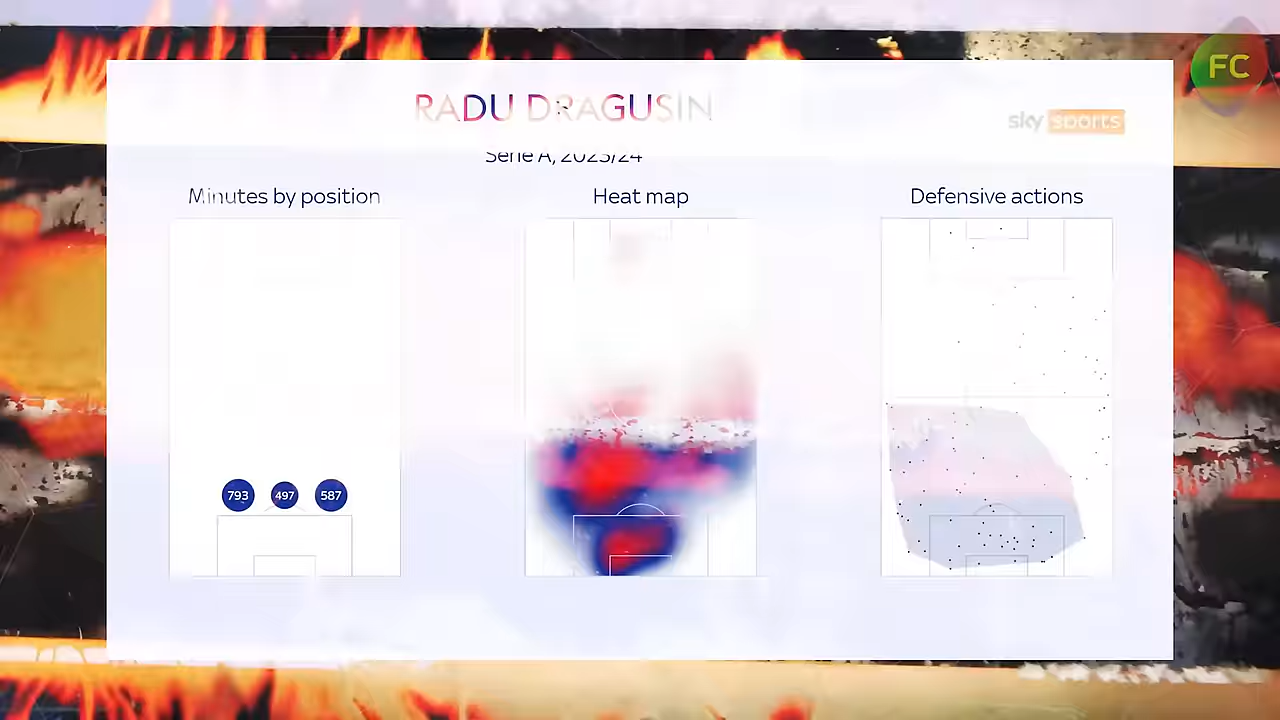 FC
RADU DRAGUSIN
sky sports
Serie A, 2023/24
Minutes by position
Heat map
Defensive actions
793 497 587